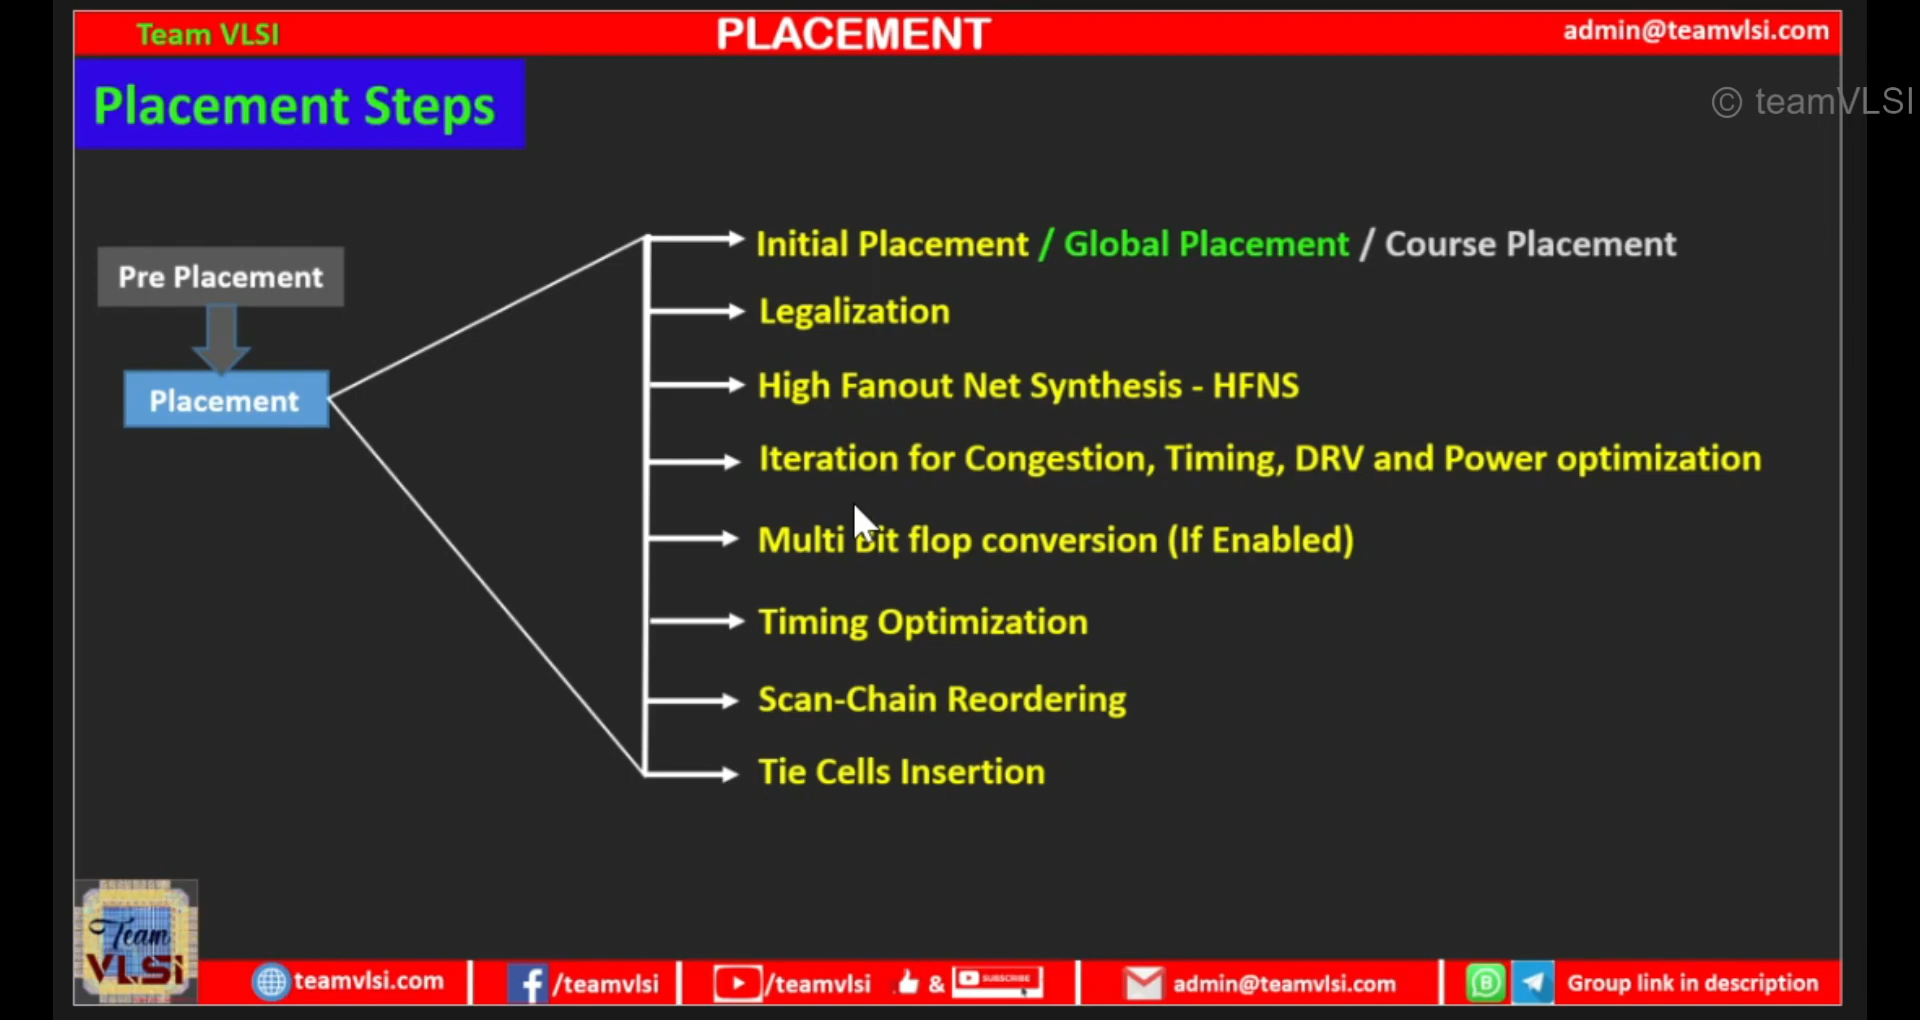 Team VLSI
PLACEMENT
admin@teamvlsi.com
Placement Steps
© teamVLSI
Pre Placement
Placement
Initial Placement / Global Placement / Course Placement
Legalization
High Fanout Net Synthesis - HFNS
Iteration for Congestion, Timing, DRV and Power optimization
Multi Bit flop conversion (If Enabled)
Timing Optimization
Scan-Chain Reordering
Tie Cells Insertion
Team
VLSI
teamvlsi.com
/teamvlsi
/teamvlsi
&
SUBSCRIBE
admin@teamvlsi.com
Group link in description